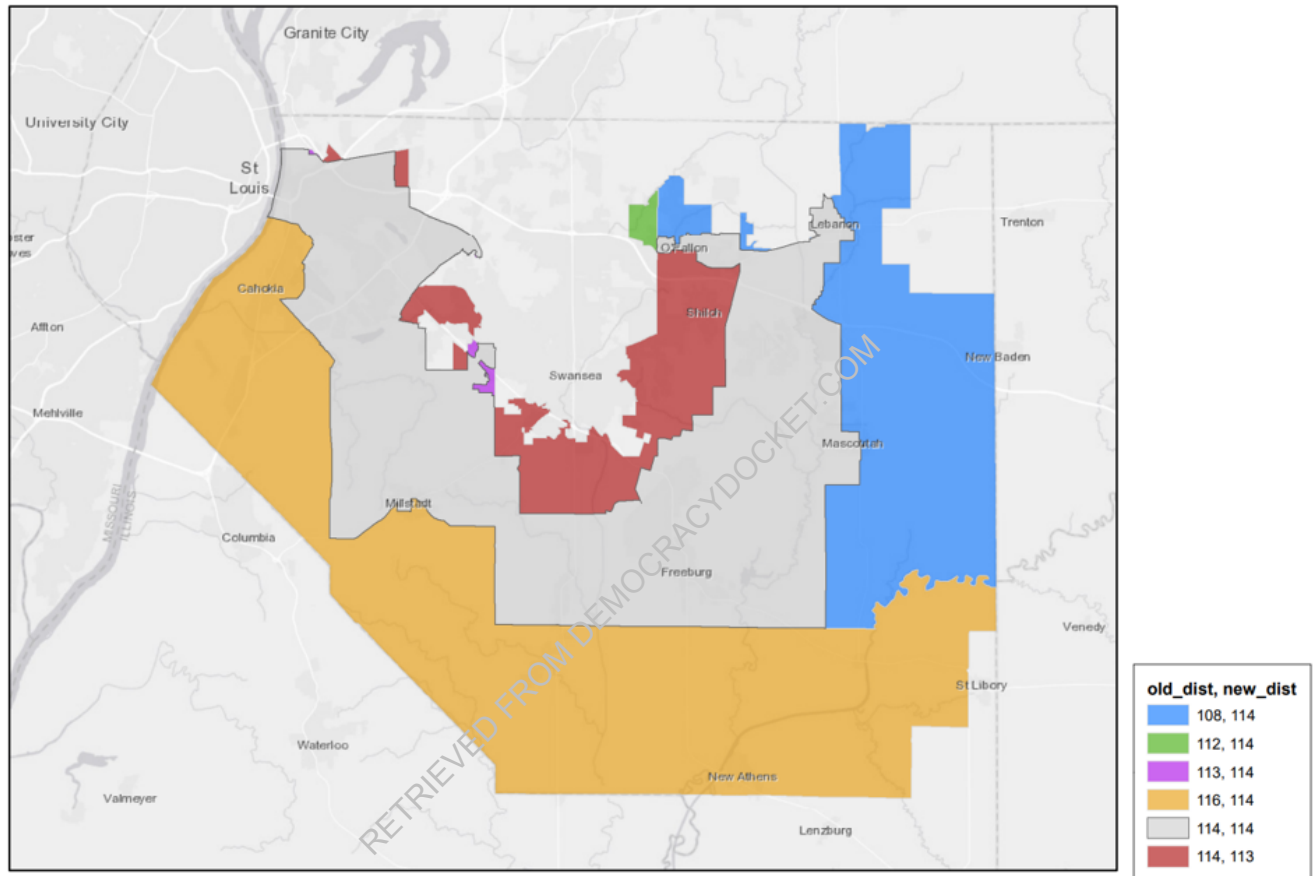 Granite City
University City
St
Louis
ster
ves
Cahokia
Affton
Mehlville
Lebanon
Trenton
O'Fallon
Shiloh
New Baden
Swansea
Mascoutah
Millstadt
MISSOURI
ILLINOIS
Columbia
Freeburg
Venedy
St Libory
Waterloo
New Athens
Valmeyer
Lenzburg
RETRIEVED FROM DEMOCRACYDOCKET.COM
old_dist, new_dist
108, 114
112, 114
113, 114
116, 114
114, 114
114, 113